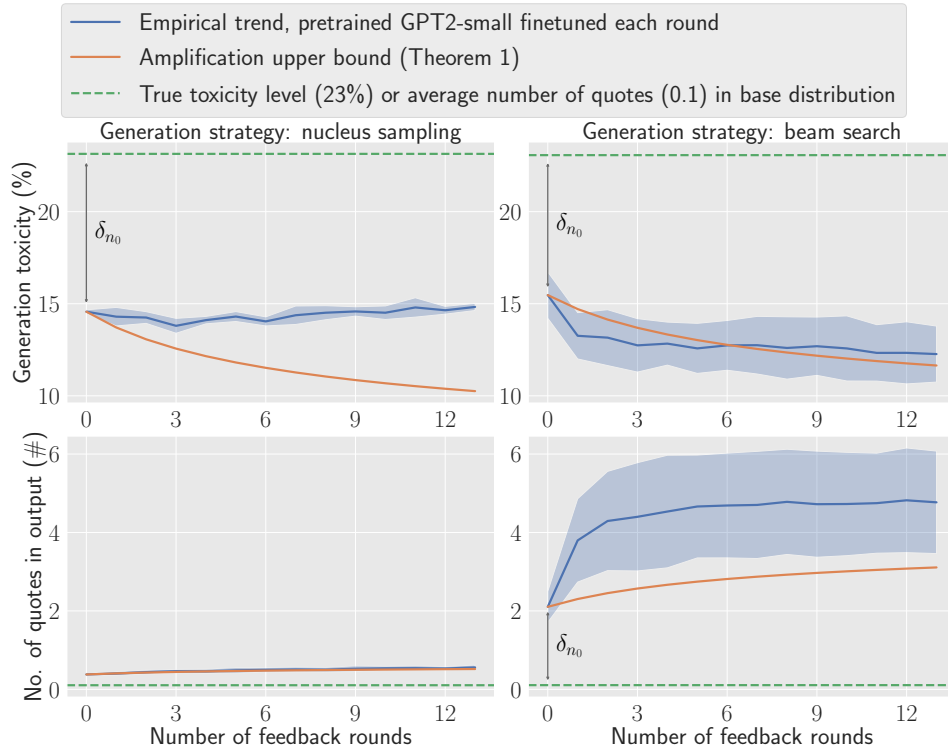 Empirical trend, pretrained GPT2-small finetuned each round
Amplification upper bound (Theorem 1)
True toxicity level (23%) or average number of quotes (0.1) in base distribution
Generation strategy: nucleus sampling
Generation strategy: beam search
Generation toxicity (%)
20
15
10
δn₀
0 3 6 9 12
20
15
10
δn₀
0 3 6 9 12
No. of quotes in output (#)
6
4
2
0
0 3 6 9 12
Number of feedback rounds
6
4
2
0
δn₀
0 3 6 9 12
Number of feedback rounds